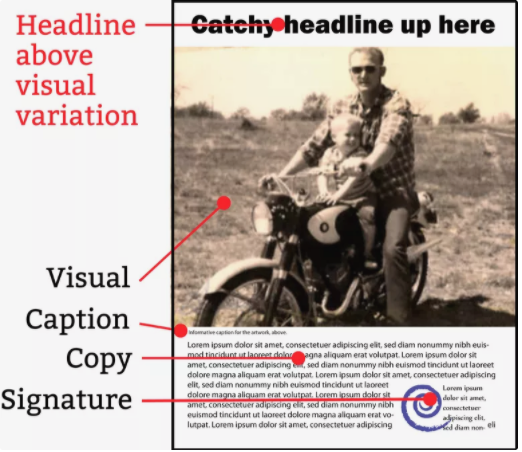 Headline
above
visual
variation
Catchy headline up here
Visual
Caption
Copy
Signature
Informative caption for the artwork, above.
Lorem ipsum dolor sit amet, consectetuer adipiscing elit, sed diam nonummy nibh euis-
mod tincidunt ut laoreet dolore magna aliquam erat volutpat. Lorem ipsum dolor sit
amet, consectetuer adipiscing elit, sed diam nonummy nibh euismod tincidunt ut laoreet
dolore magna aliquam erat volutpat. Lorem ipsum dolor sit amet, consectetuer adipiscing
elit, sed diam nonummy nibh euismod tincidunt ut laoreet
dolore magna aliquam erat volutpat. Lorem ipsum dolor sit
amet, consectetuer adipiscing elit, sed diam nonummy nibh
euismod tincidunt ut laoreet dolore magna aliquam erat vo-
lutpat. Lorem ipsum dolor sit amet, consectetuer adipiscing eli
Lorem ipsum
dolor sit amet,
consectetuer
adipiscing elit,
sed diam non-